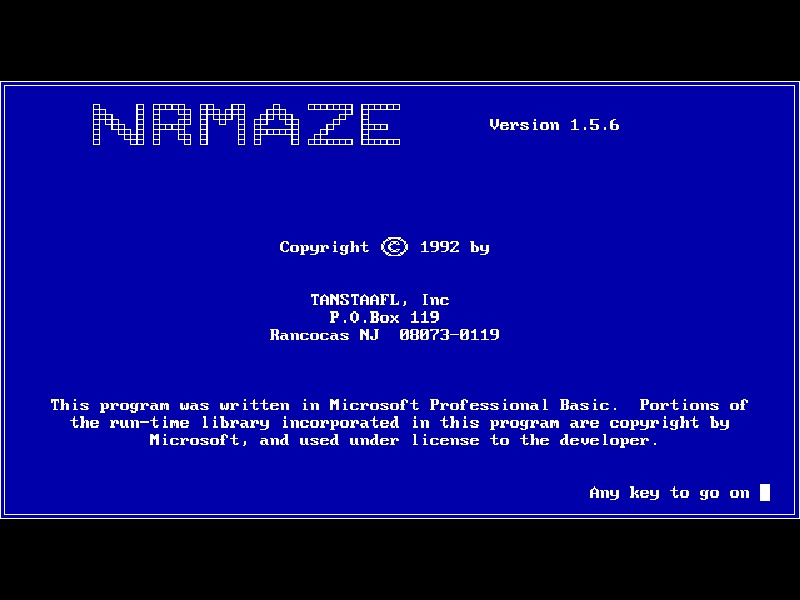 NRMAZE Version 1.5.6
Copyright © 1992 by
TANSTAAFL, Inc
P.O.Box 119
Rancocas NJ  08073-0119
This program was written in Microsoft Professional Basic.  Portions of
the run-time library incorporated in this program are copyright by
Microsoft, and used under license to the developer.
Any key to go on